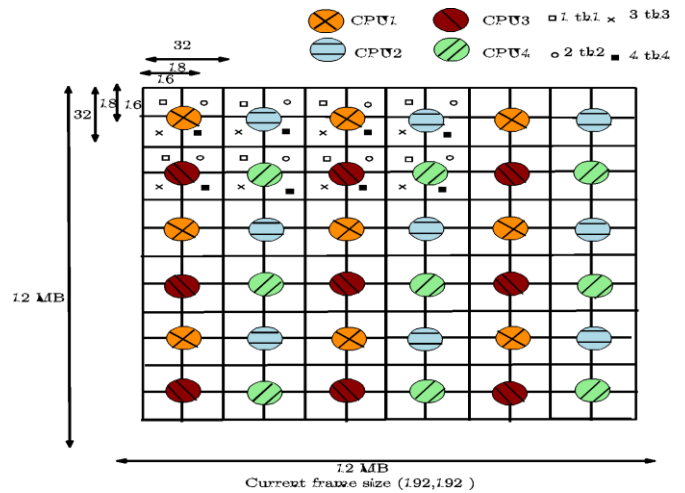 CPU1 CPU3 1 tb1 3 tb3
CPU2 CPU4 2 tb2 4 tb4
32
18
16
32 18 16
12 MB
12 MB
Current frame size (192,192 )